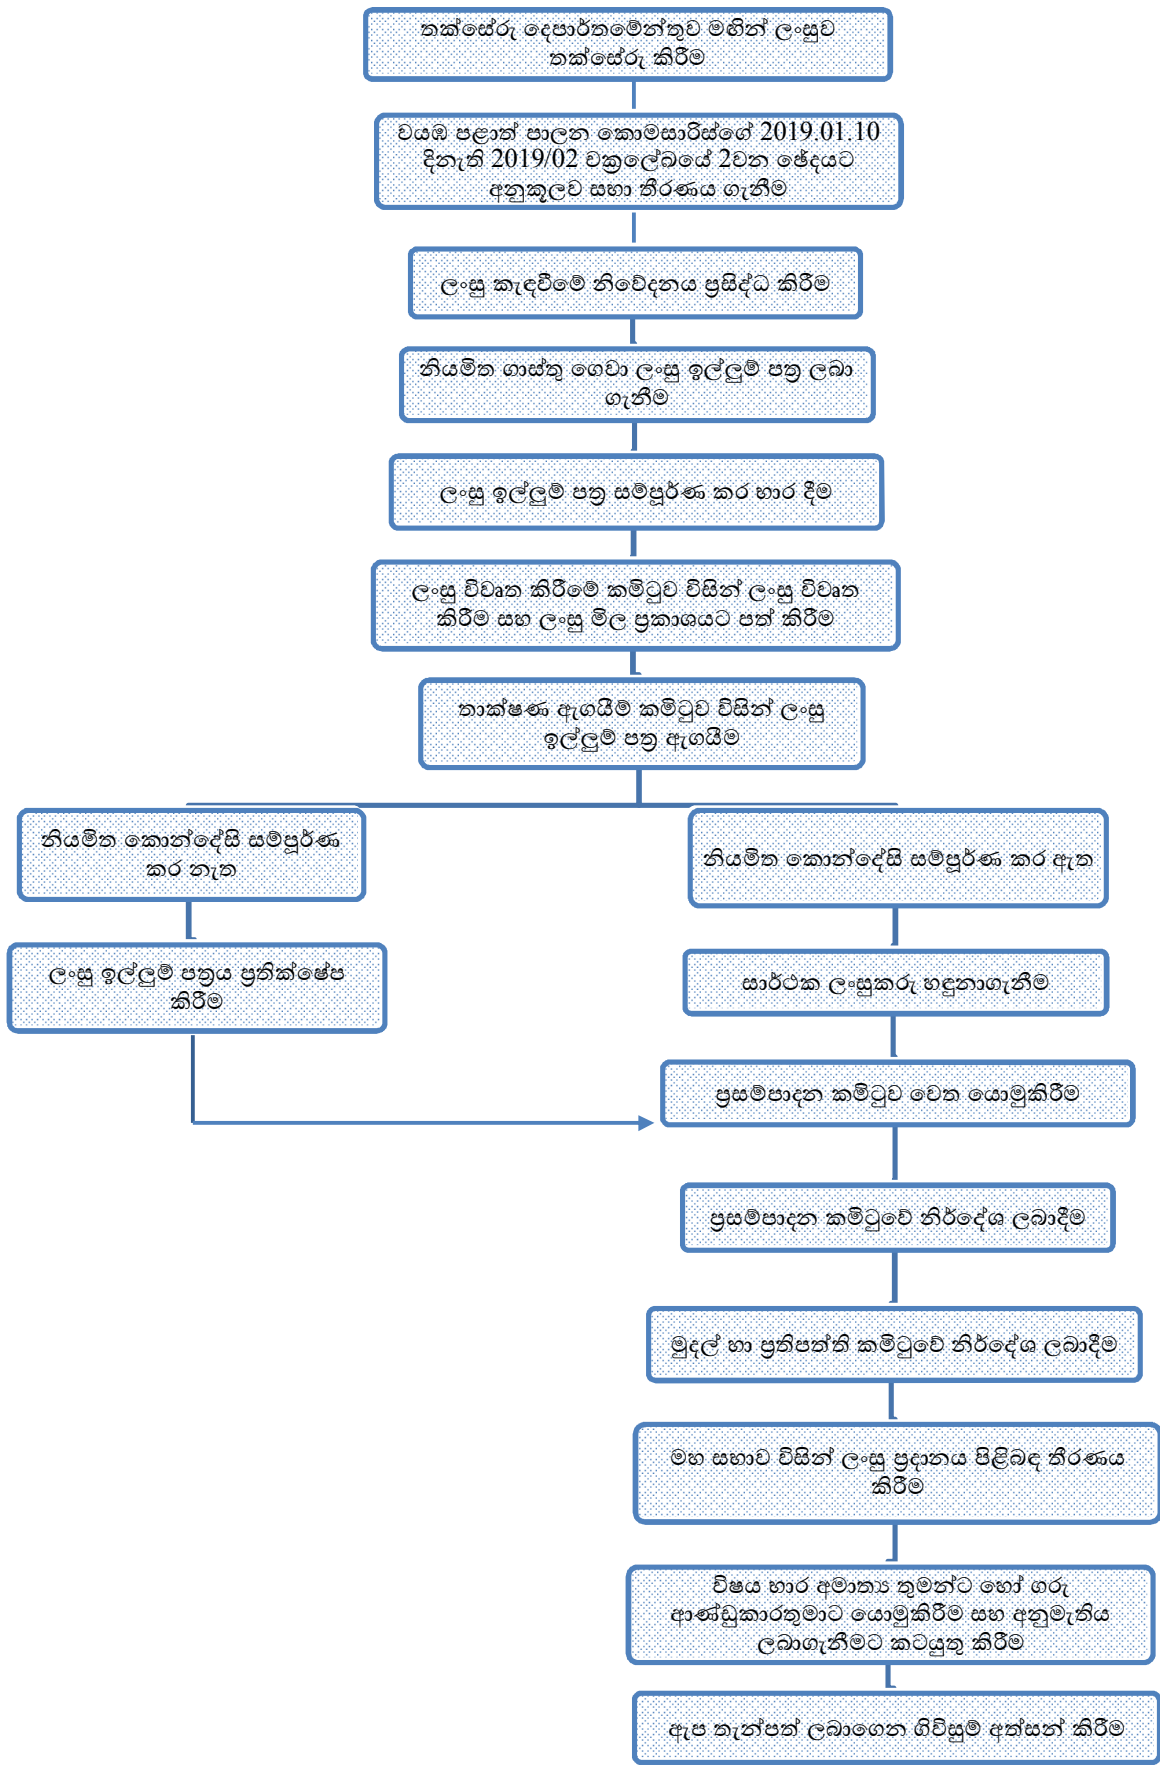 තක්සේරු දෙපාර්තමේන්තුව මඟින් ලංසුව
තක්සේරු කිරීම
වයඹ පළාත් පාලන කොමසාරිස්ගේ 2019.01.10
දිනැති 2019/02 චක්‍රලේඛයේ 2වන ඡේදයට
අනුකූලව සභා තීරණය ගැනීම
ලංසු කැඳවීමේ නිවේදනය ප්‍රසිද්ධ කිරීම
නියමිත ගාස්තු ගෙවා ලංසු ඉල්ලුම් පත්‍ර ලබා
ගැනීම
ලංසු ඉල්ලුම් පත්‍ර සම්පූර්ණ කර භාර දීම
ලංසු විවෘත කිරීමේ කමිටුව විසින් ලංසු විවෘත
කිරීම සහ ලංසු මිල ප්‍රකාශයට පත් කිරීම
තාක්ෂණ ඇගයීම් කමිටුව විසින් ලංසු
ඉල්ලුම් පත්‍ර ඇගයීම
නියමිත කොන්දේසි සම්පූර්ණ
කර නැත
නියමිත කොන්දේසි සම්පූර්ණ කර ඇත
ලංසු ඉල්ලුම් පත්‍රය ප්‍රතික්ෂේප
කිරීම
සාර්ථක ලංසුකරු හඳුනාගැනීම
ප්‍රසම්පාදන කමිටුව වෙත යොමුකිරීම
ප්‍රසම්පාදන කමිටුවේ නිර්දේශ ලබාදීම
මුදල් හා ප්‍රතිපත්ති කමිටුවේ නිර්දේශ ලබාදීම
මහ සභාව විසින් ලංසු ප්‍රදානය පිළිබඳ තීරණය
කිරීම
විෂය භාර අමාත්‍ය තුමන්ට හෝ ගරු
ආණ්ඩුකාරතුමාට යොමුකිරීම සහ අනුමැතිය
ලබාගැනීමට කටයුතු කිරීම
ඇප තැන්පත් ලබාගෙන ගිවිසුම් අත්සන් කිරීම